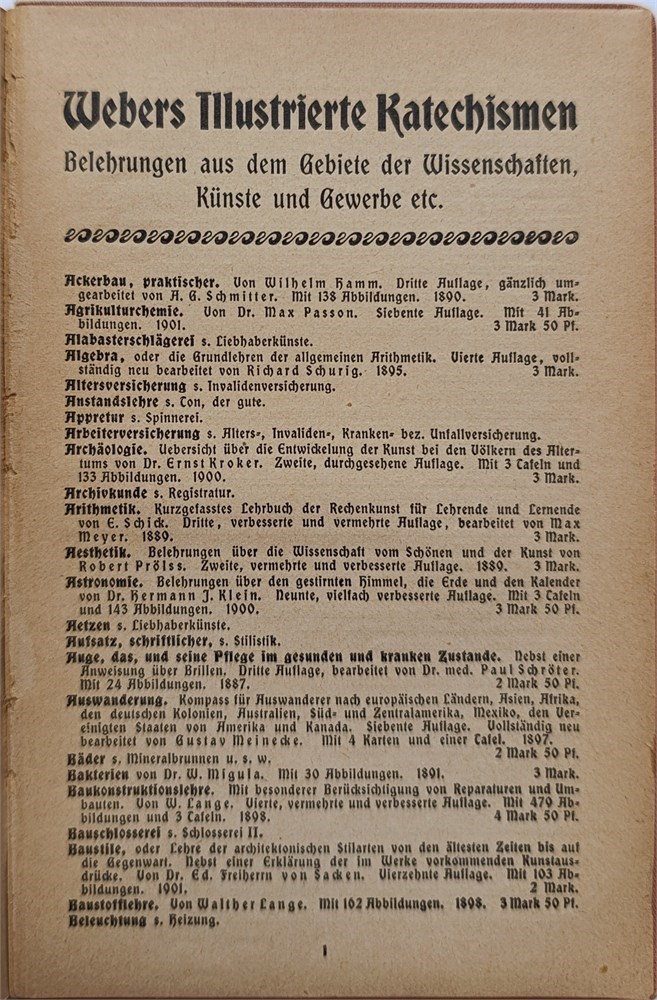 Webers Illustrierte Katechismen
Belehrungen aus dem Gebiete der Wissenschaften,
Künste und Gewerbe etc.
Ackerbau, praktischer. Von Wilhelm Hamm. Dritte Auflage, gänzlich um-
gearbeitet von A. G. Schmitter. Mit 138 Abbildungen. 1890. 3 Mark.
Agrikulturchemie. Von Dr. Max Passon. Siebente Auflage. Mit 41 Ab-
bildungen. 1901. 3 Mark 50 Pf.
Alabasterschlägerei s. Liebhaberkünste.
Algebra, oder die Grundlehren der allgemeinen Arithmetik. Vierte Auflage, voll-
ständig neu bearbeitet von Richard Schurig. 1895. 3 Mark.
Altersversicherung s. Invalidenversicherung.
Anstandslehre s. Ton, der gute.
Appretur s. Spinnerei.
Arbeiterversicherung s. Alters-, Invaliden-, Kranken- bez. Unfallversicherung.
Archäologie. Uebersicht über die Entwickelung der Kunst bei den Völkern des Alter-
tums von Dr. Ernst Kroker. Zweite, durchgesehene Auflage. Mit 3 Tafeln und
133 Abbildungen. 1900. 3 Mark.
Archivkunde s. Registratur.
Arithmetik. Kurzgefasstes Lehrbuch der Rechenkunst für Lehrende und Lernende
von E. Schick. Dritte, verbesserte und vermehrte Auflage, bearbeitet von Max
Meyer. 1889. 3 Mark.
Aesthetik. Belehrungen über die Wissenschaft vom Schönen und der Kunst von
Robert Prölss. Zweite, vermehrte und verbesserte Auflage. 1889. 3 Mark.
Astronomie. Belehrungen über den gestirnten Himmel, die Erde und den Kalender
von Dr. Hermann J. Klein. Neunte, vielfach verbesserte Auflage. Mit 3 Tafeln
und 143 Abbildungen. 1900. 3 Mark 50 Pf.
Aetzen s. Liebhaberkünste.
Aufsatz, schriftlicher, s. Stilistik.
Auge, das, und seine Pflege im gesunden und kranken Zustande. Nebst einer
Anweisung über Brillen. Dritte Auflage, bearbeitet von Dr. med. Paul Schröter.
Mit 24 Abbildungen. 1887. 2 Mark 50 Pf.
Auswanderung. Kompass für Auswanderer nach europäischen Ländern, Asien, Afrika,
den deutschen Kolonien, Australien, Süd- und Zentralamerika, Mexiko, den Ver-
einigten Staaten von Amerika und Kanada. Siebente Auflage. Vollständig neu
bearbeitet von Gustav Meinecke. Mit 4 Karten und einer Tafel. 1897.
2 Mark 50 Pf.
Bäder s. Mineralbrunnen u. s. w.
Bakterien von Dr. W. Migula. Mit 30 Abbildungen. 1891. 3 Mark.
Baukonstruktionslehre. Mit besonderer Berücksichtigung von Reparaturen und Um-
bauten. Von W. Lange. Vierte, vermehrte und verbesserte Auflage. Mit 479 Ab-
bildungen und 3 Tafeln. 1898. 4 Mark 50 Pf.
Bauschlosserei s. Schlosserei II.
Baustile, oder Lehre der architektonischen Stilarten von den ältesten Zeiten bis auf
die Gegenwart. Nebst einer Erklärung der im Werke vorkommenden Kunstaus-
drücke. Von Dr. Ed. Freiherrn von Sacken. Vierzehnte Auflage. Mit 103 Ab-
bildungen. 1901. 2 Mark.
Baustofflehre. Von Walther Lange. Mit 162 Abbildungen. 1898. 3 Mark 50 Pf.
Beleuchtung s. Heizung.
1